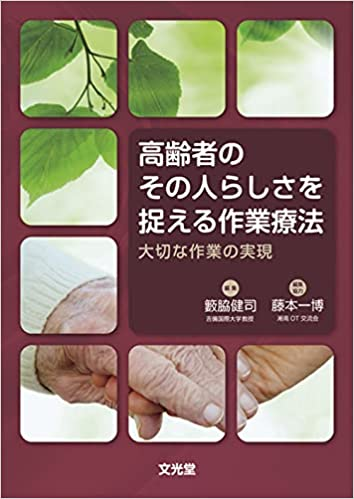 高齢者の
その人らしさを
捉える作業療法
大切な作業の実現
編集
籔脇健司
吉備国際大学教授
編集
協力
藤本一博
湘南OT交流会
文光堂